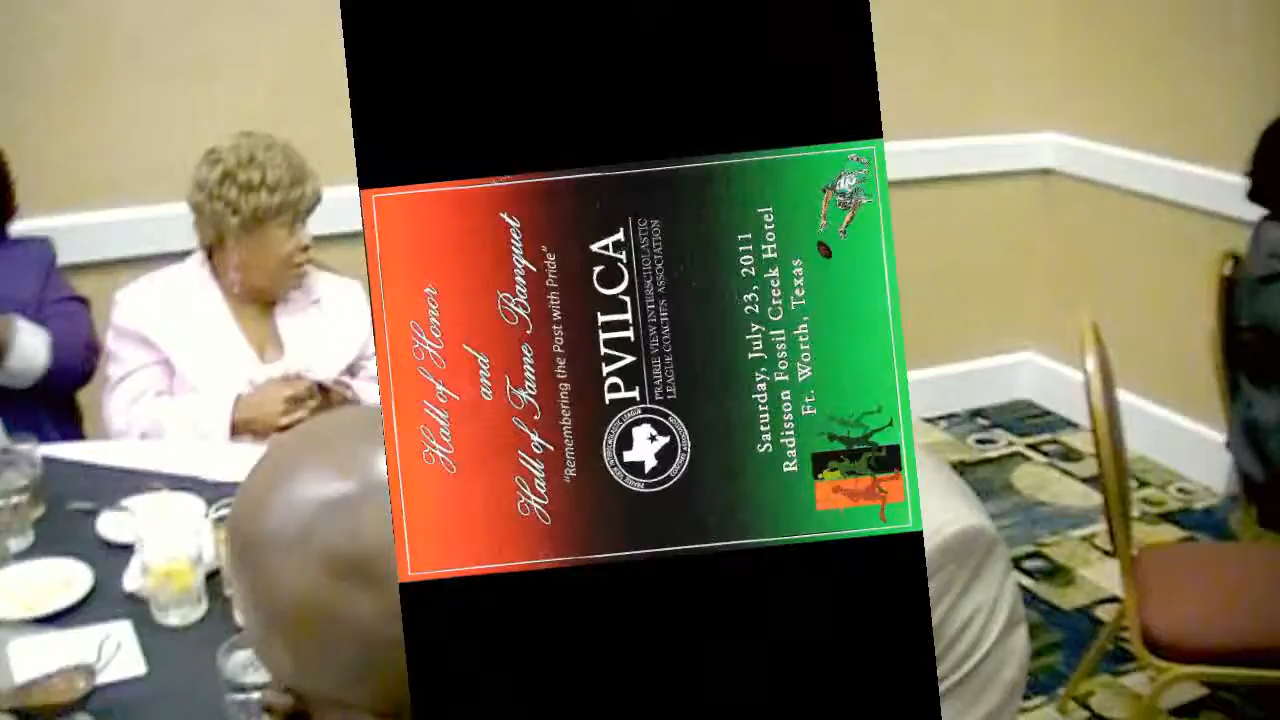 Hall of Honor
and
Hall of Fame Banquet
"Remembering the Past with Pride"
PVILCA
PRAIRIE VIEW INTERSCHOLASTIC
LEAGUE COACHES ASSOCIATION
Saturday, July 23, 2011
Radisson Fossil Creek Hotel
Ft. Worth, Texas